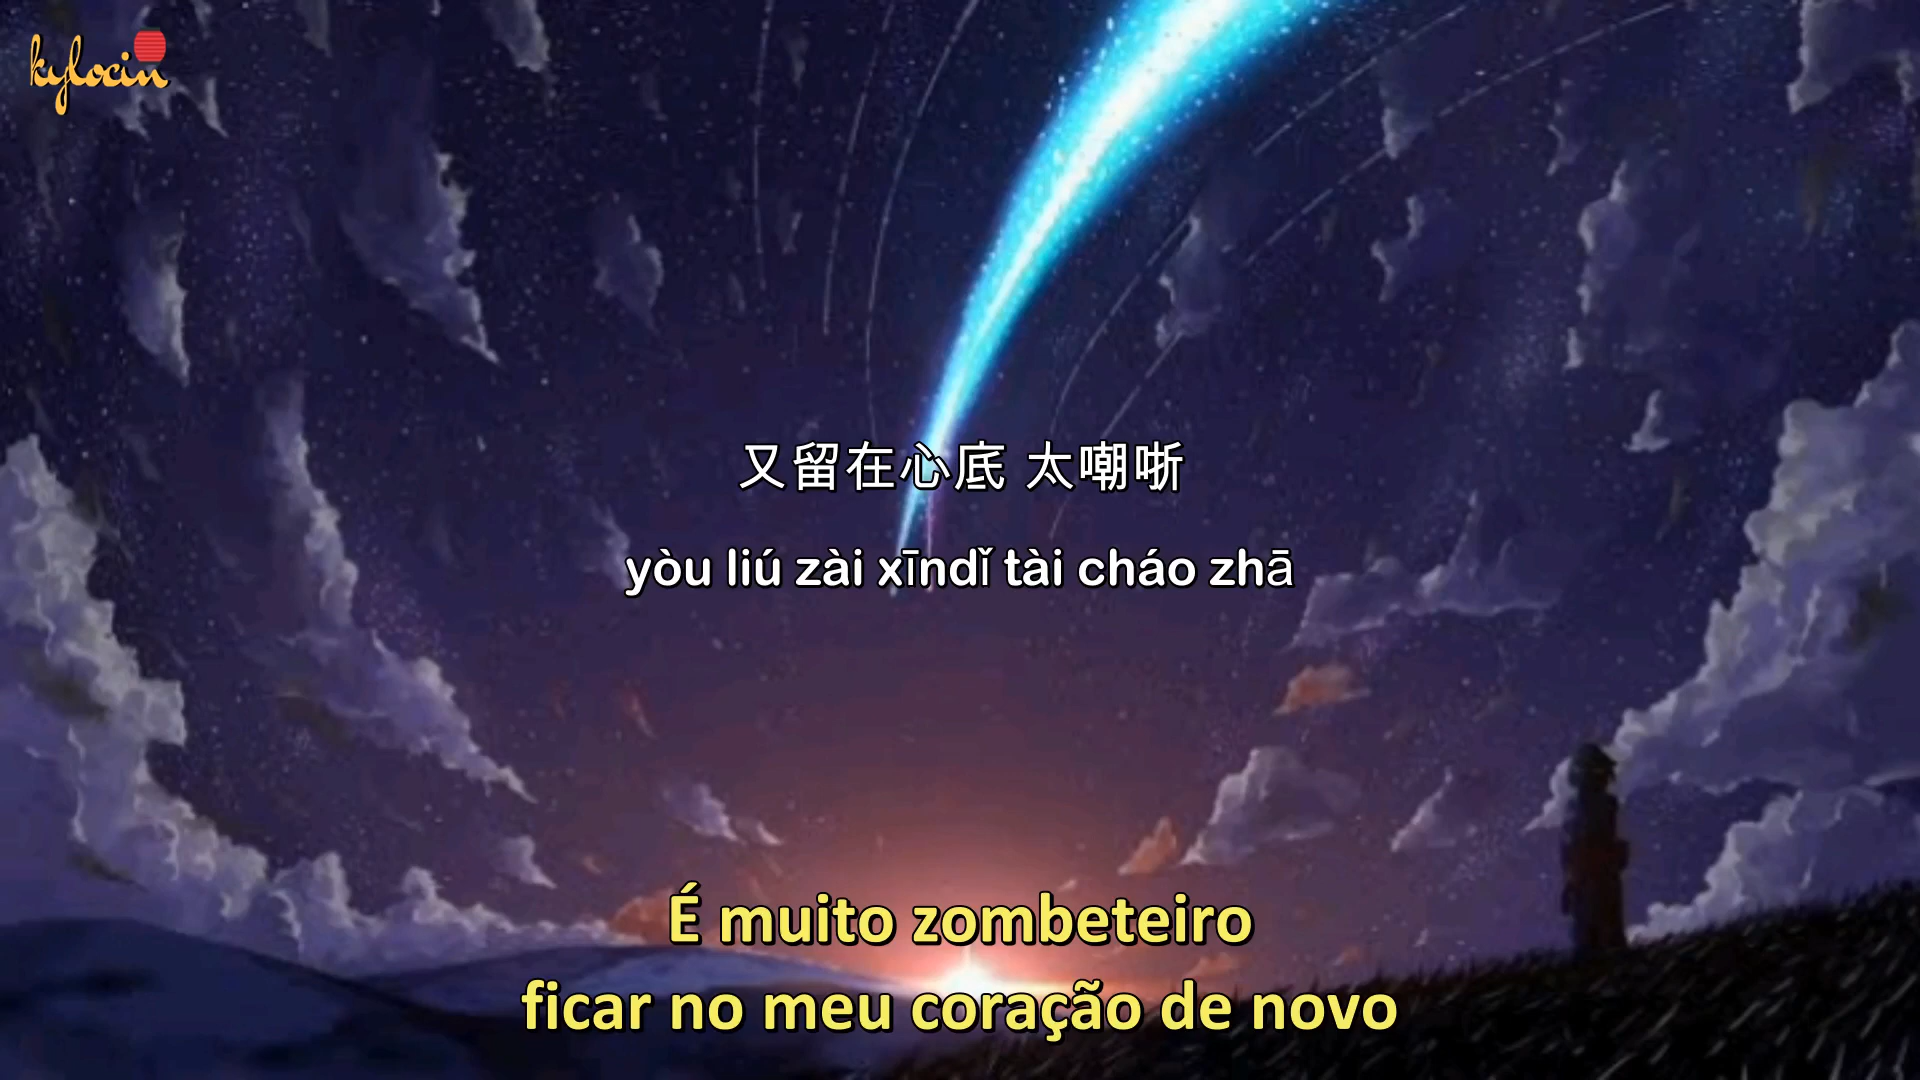 kylocin
又留在心底 太嘲哳
yòu liú zài xīndǐ tài cháo zhā
É muito zombeteiro
ficar no meu coração de novo